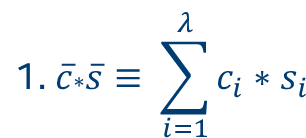 1. c̄*s̄ ≡ ∑_{i=1}^{λ} c_i * s_i